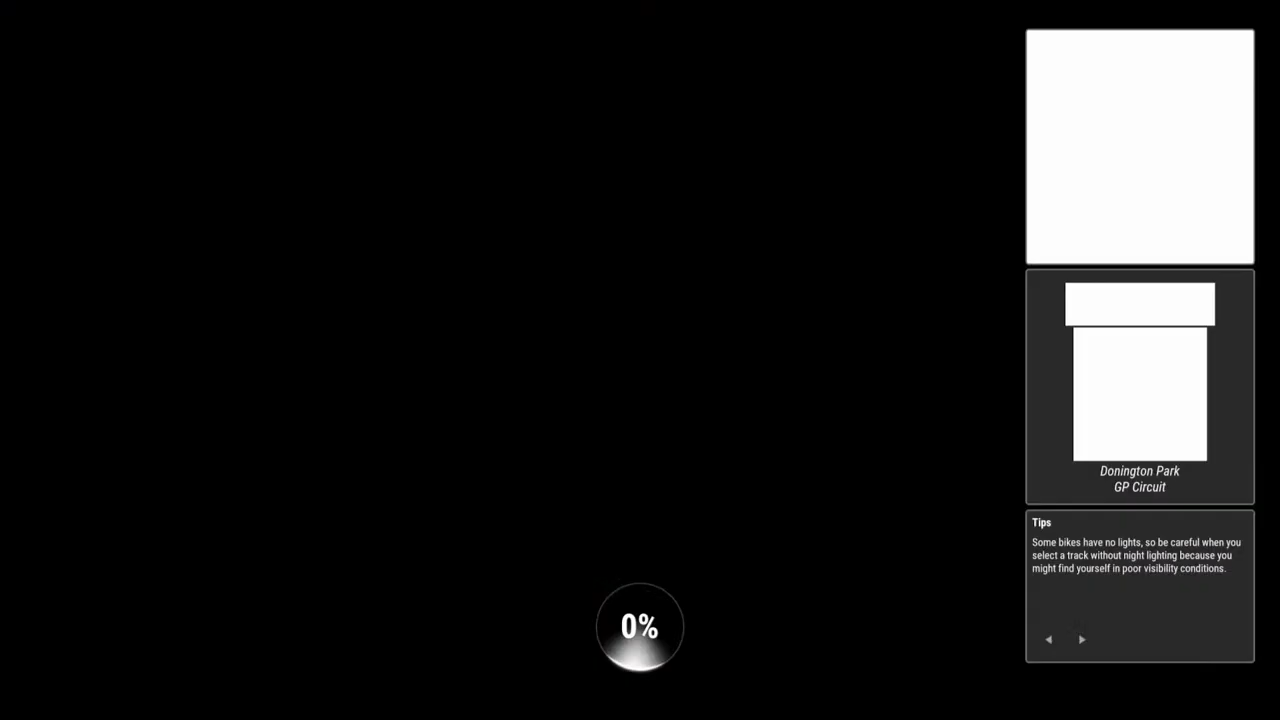 Donington Park
GP Circuit
Tips
Some bikes have no lights, so be careful when you
select a track without night lighting because you
might find yourself in poor visibility conditions.
0%